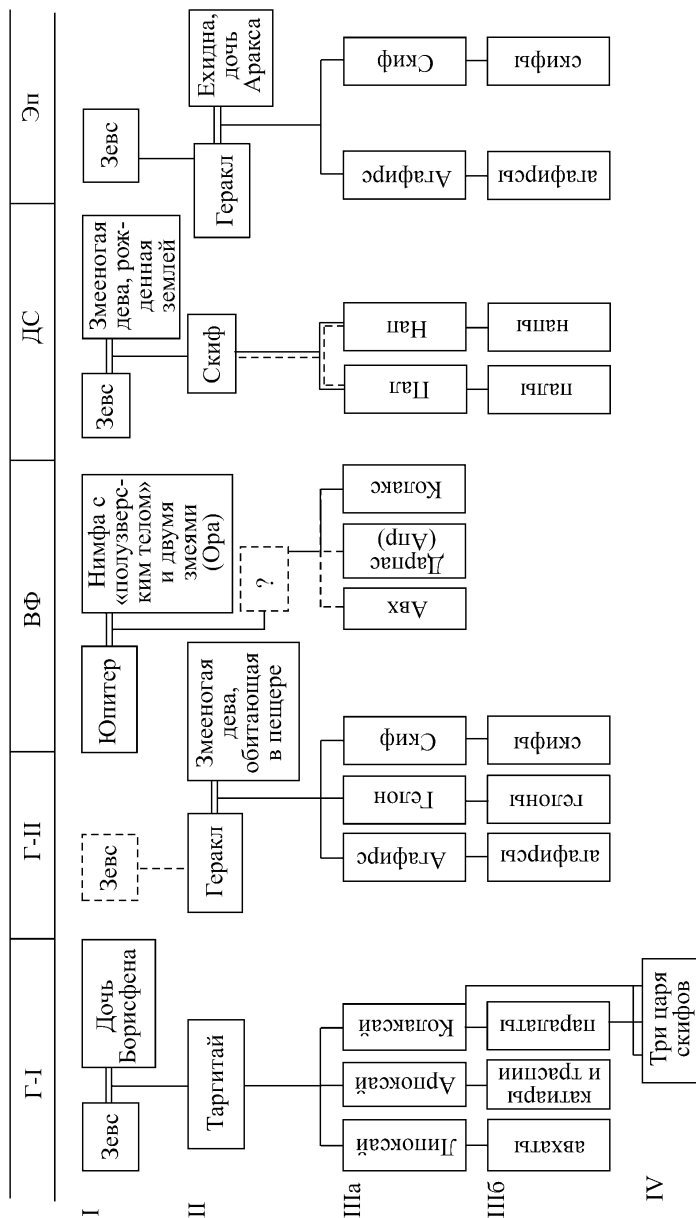 Г-I
Г-II
ВФ
ДС
Эп
I
Зевс
Дочь
Борисфена
Зевс
Юпитер
Нимфа с
«полузверс-
ким телом»
и двумя
змеями
(Ора)
Зевс
Змееногая
дева, рож-
денная
землей
Зевс
II
Таргитай
Геракл
Змееногая
дева,
обитающая
в пещере
?
Скиф
Геракл
Ехидна,
дочь
Аракса
IIIа
Липоксай
Арпоксай
Колаксай
Агафирс
Гелон
Скиф
Авх
Дарпас
(Апр)
Колакс
Пал
Нап
Агафирс
Скиф
IIIб
авхаты
катиары
и траспии
паралаты
агафирсы
гелоны
скифы
палы
напы
агафирсы
скифы
IV
Три царя
скифов